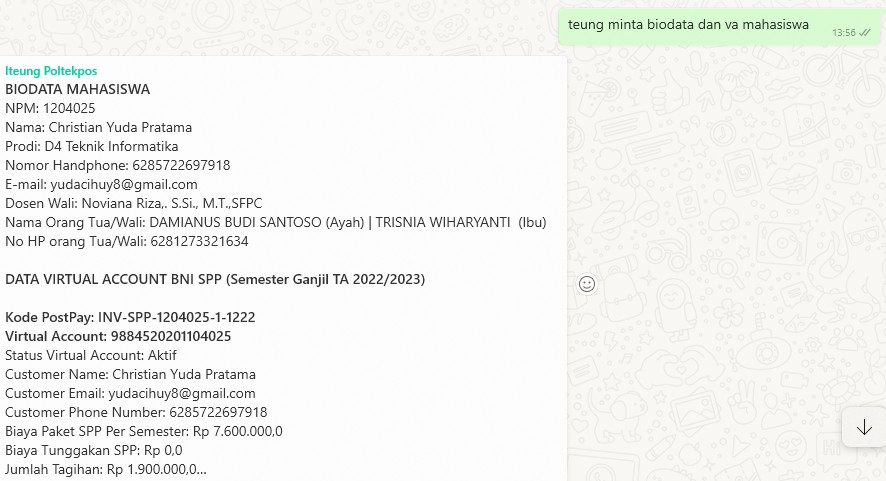 teung minta biodata dan va mahasiswa
13:56
Iteung Poltekpos
BIODATA MAHASISWA
NPM: 1204025
Nama: Christian Yuda Pratama
Prodi: D4 Teknik Informatika
Nomor Handphone: 6285722697918
E-mail: yudacihuy8@gmail.com
Dosen Wali: Noviana Riza,. S.Si., M.T.,SFPC
Nama Orang Tua/Wali: DAMIANUS BUDI SANTOSO (Ayah) | TRISNIA WIHARYANTI  (Ibu)
No HP orang Tua/Wali: 6281273321634
DATA VIRTUAL ACCOUNT BNI SPP (Semester Ganjil TA 2022/2023)
Kode PostPay: INV-SPP-1204025-1-1222
Virtual Account: 9884520201104025
Status Virtual Account: Aktif
Customer Name: Christian Yuda Pratama
Customer Email: yudacihuy8@gmail.com
Customer Phone Number: 6285722697918
Biaya Paket SPP Per Semester: Rp 7.600.000,0
Biaya Tunggakan SPP: Rp 0,0
Jumlah Tagihan: Rp 1.900.000,0...